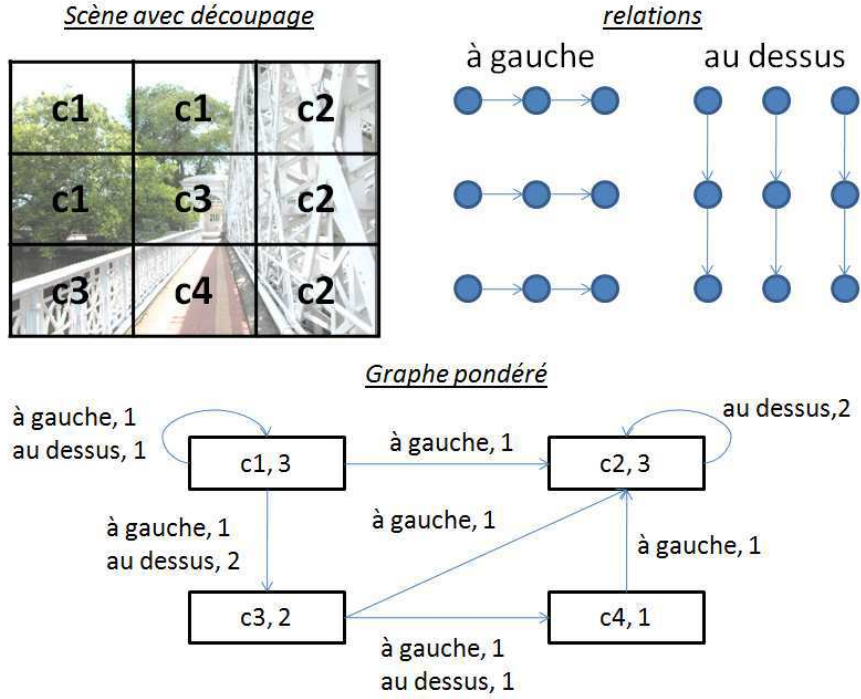 Scène avec découpage
relations
à gauche
au dessus
c1 c1 c2
c1 c3 c2
c3 c4 c2
Graphe pondéré
à gauche, 1
au dessus, 1
c1, 3
à gauche, 1
c2, 3
au dessus,2
à gauche, 1
au dessus, 2
à gauche, 1
à gauche, 1
c3, 2
c4, 1
à gauche, 1
au dessus, 1